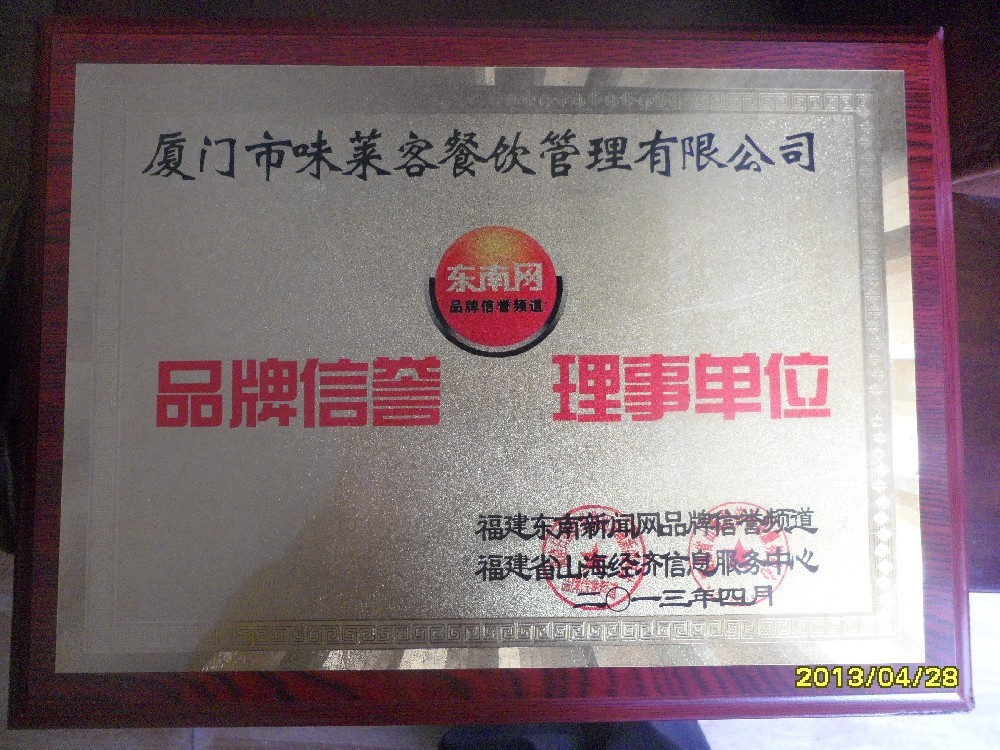 厦门市味莱客餐饮管理有限公司
东南网
品牌信誉频道
品牌信誉 理事单位
福建东南新闻网品牌信誉频道
福建省山海经济信息服务中心
二〇一三年四月
2013/04/28